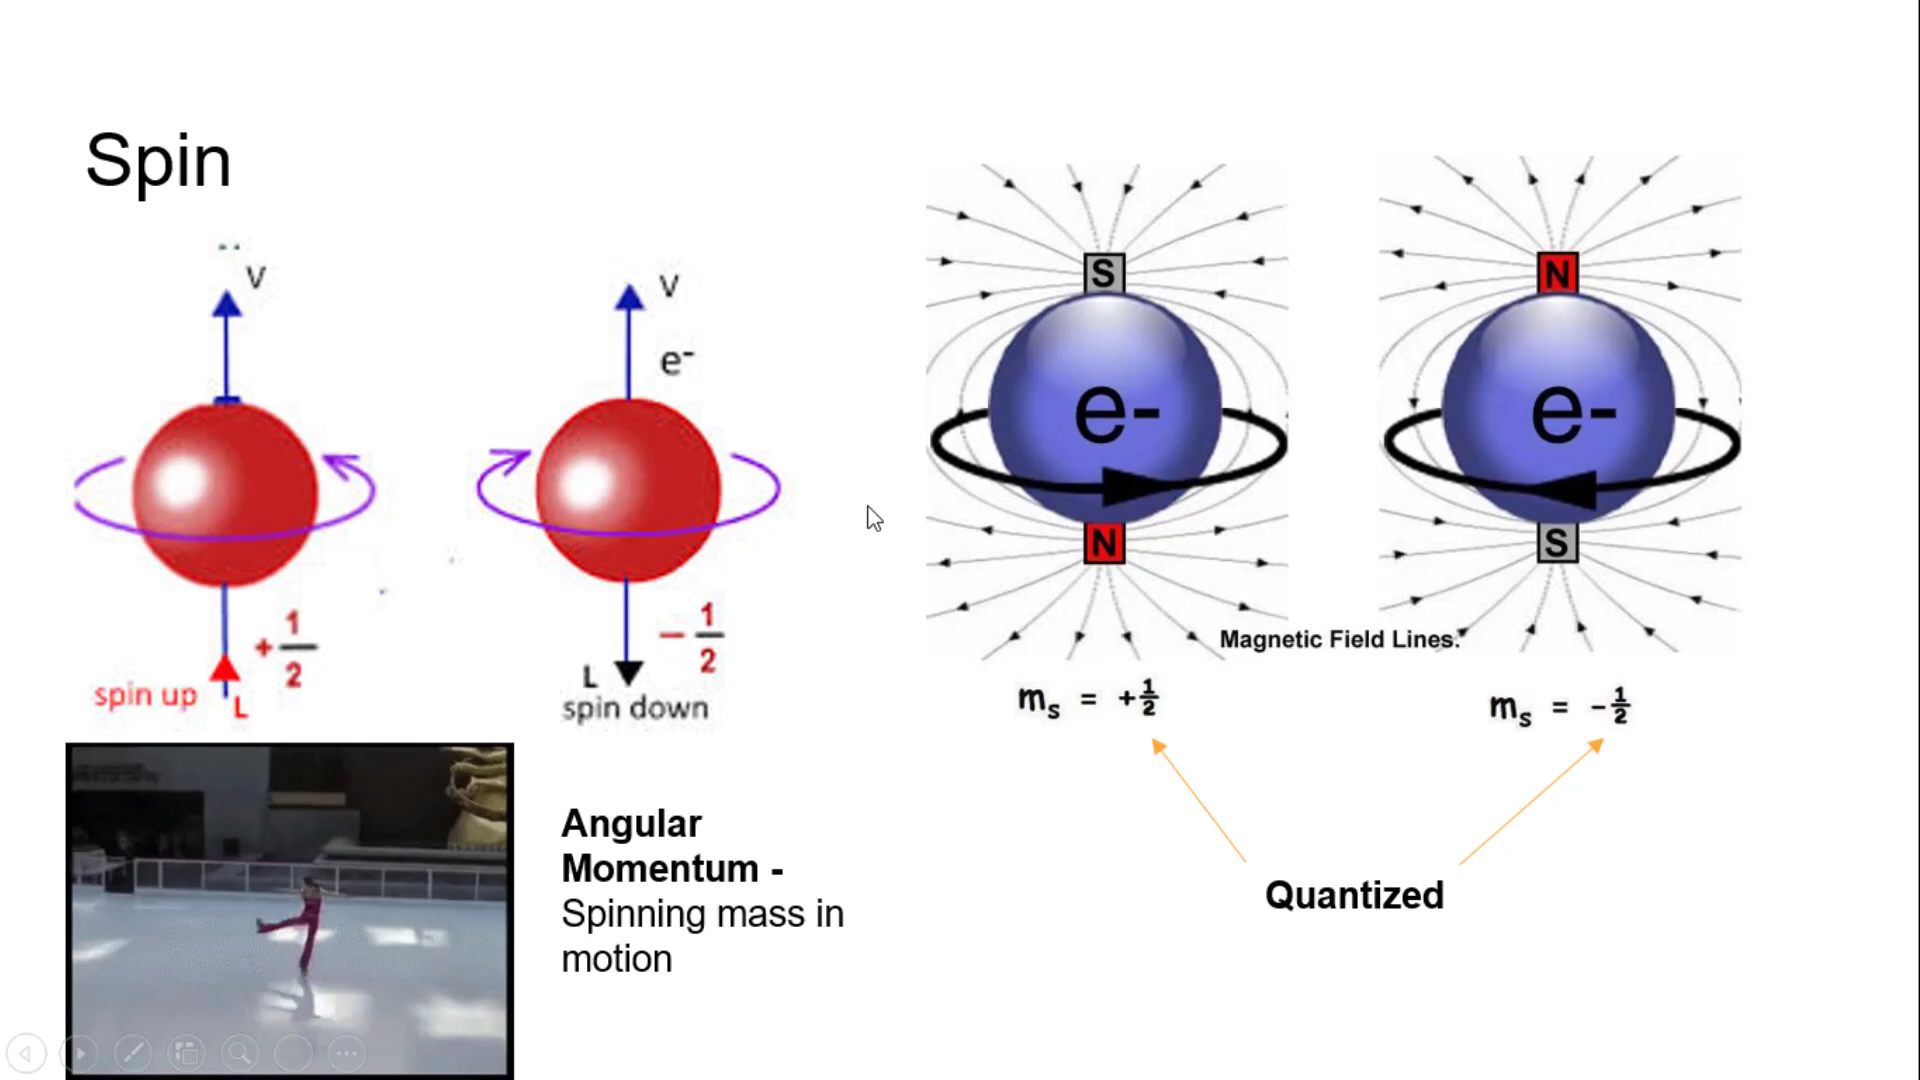 Spin
V
V
e-
+ 1/2
- 1/2
spin up
L
L
spin down
S
N
e-
e-
N
S
Magnetic Field Lines.
ms = +1/2
ms = -1/2
Angular
Momentum -
Spinning mass in
motion
Quantized